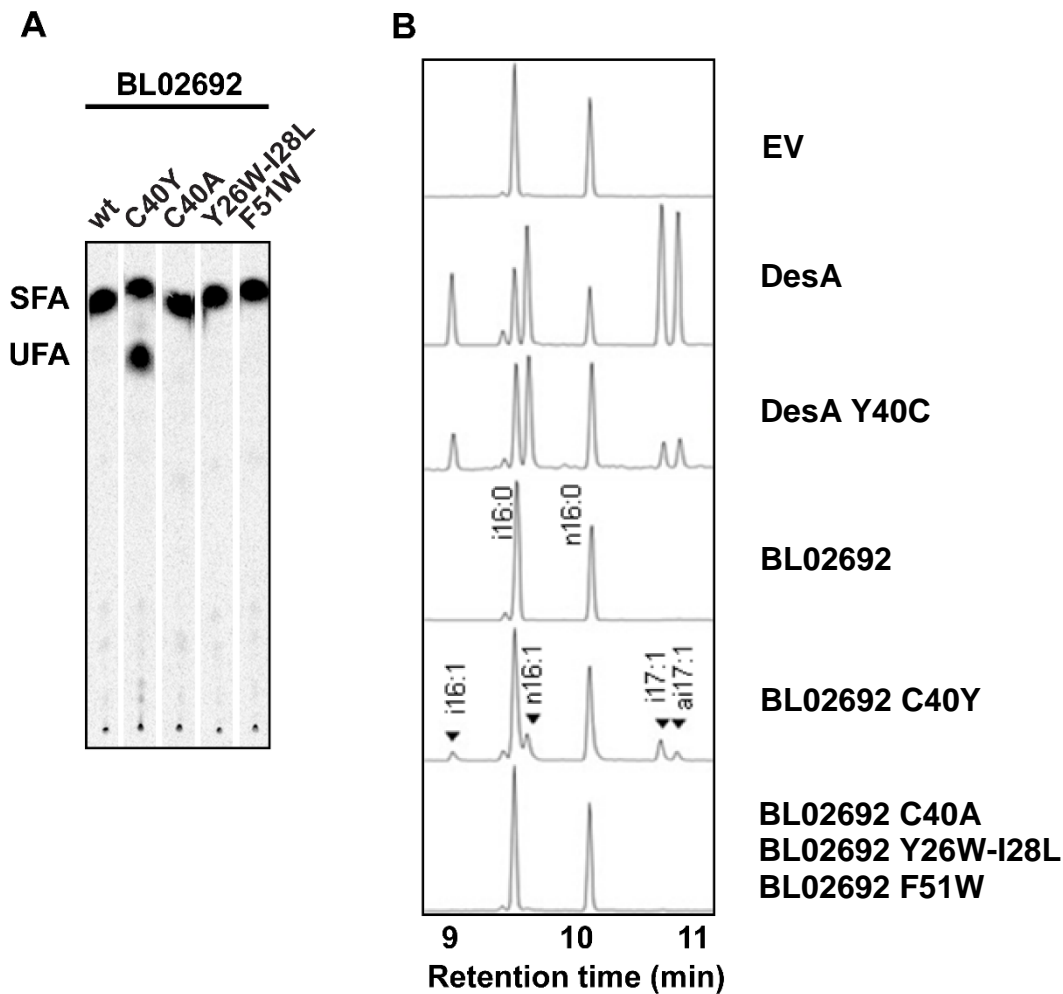 A
BL02692
wt
C40Y
C40A
Y26W-I28L
F51W
SFA
UFA
B
EV
DesA
DesA Y40C
i16:0
n16:0
BL02692
i16:1
n16:1
i17:1
ai17:1
BL02692 C40Y
BL02692 C40A
BL02692 Y26W-I28L
BL02692 F51W
9 10 11
Retention time (min)